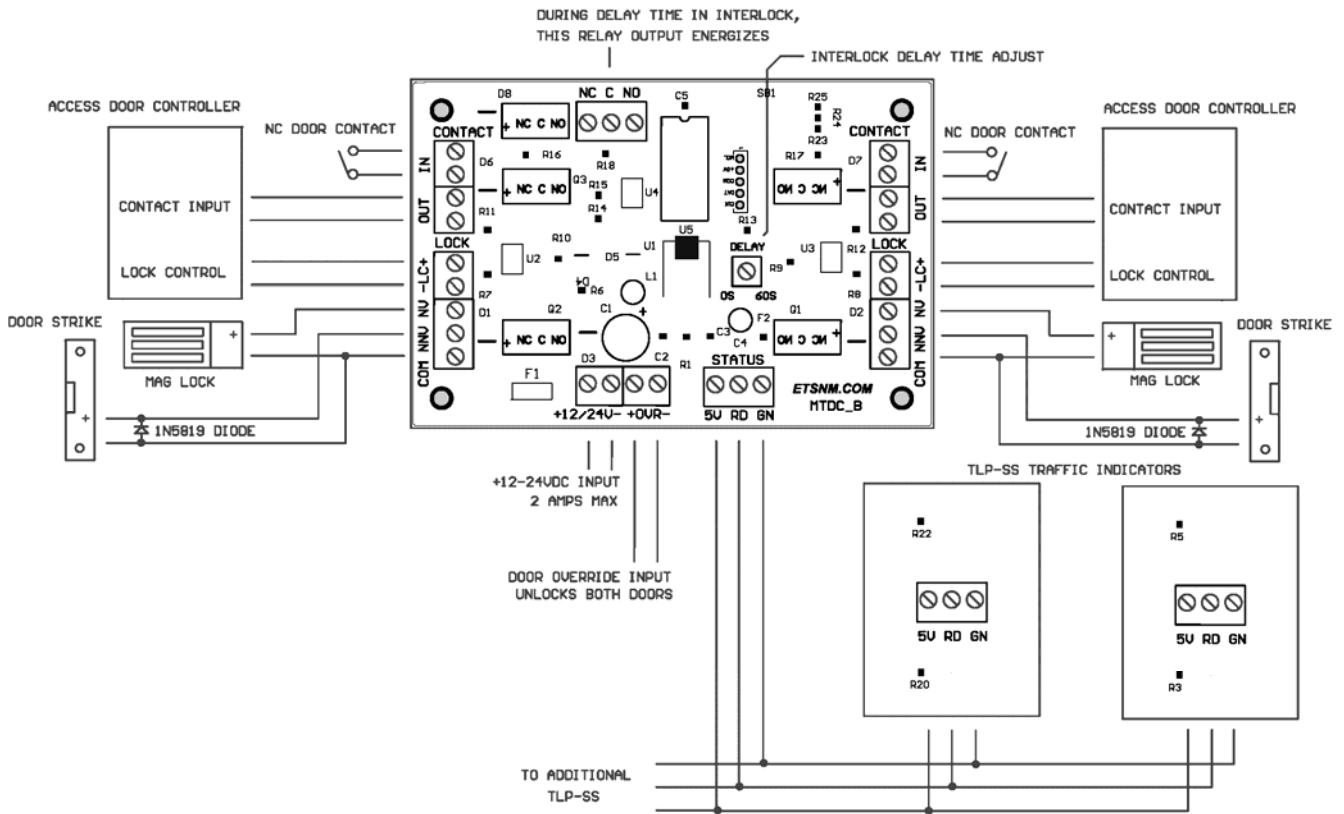 DURING DELAY TIME IN INTERLOCK,
THIS RELAY OUTPUT ENERGIZES
INTERLOCK DELAY TIME ADJUST
ACCESS DOOR CONTROLLER
NC DOOR CONTACT
CONTACT INPUT
LOCK CONTROL
DOOR STRIKE
+
MAG LOCK
+
1N5819 DIODE
D8
NC C NO
C5
SB1
R25
R24
R23
CONTACT
+ NC C NO
CONTACT
IN
D6
R16
R18
R17
D7
IN
Q3
+ NC C NO
R15
U4
R14
NC C NO +
OUT
R11
R13
OUT
LOCK
U2
R10
D5
U1
U5
DELAY
U3
R12
LOCK
-LC+
R7
D4
R6
L1
R9
0S 60S
R8
-LC+
NV
D1
Q2
C1
+
F2
Q1
D2
NV
NNV
+ NC C NO
C3
C4
NC C NO +
NNV
COM
D3
C2
R1
STATUS
COM
F1
ETSNM.COM
MTDC_B
+12/24V- +OVR-
5V RD GN
ACCESS DOOR CONTROLLER
NC DOOR CONTACT
CONTACT INPUT
LOCK CONTROL
DOOR STRIKE
+
MAG LOCK
+
1N5819 DIODE
+12-24VDC INPUT
2 AMPS MAX
DOOR OVERRIDE INPUT
UNLOCKS BOTH DOORS
TLP-SS TRAFFIC INDICATORS
R22
5V RD GN
R20
R5
5V RD GN
R3
TO ADDITIONAL
TLP-SS